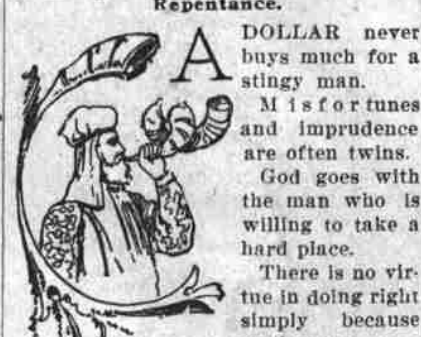 Repentance.
A DOLLAR never
buys much for a
stingy man.
Misfortunes
and imprudence
are often twins.
God goes with
the man who is
willing to take a
hard place.
There is no vir-
tue in doing right
simply because